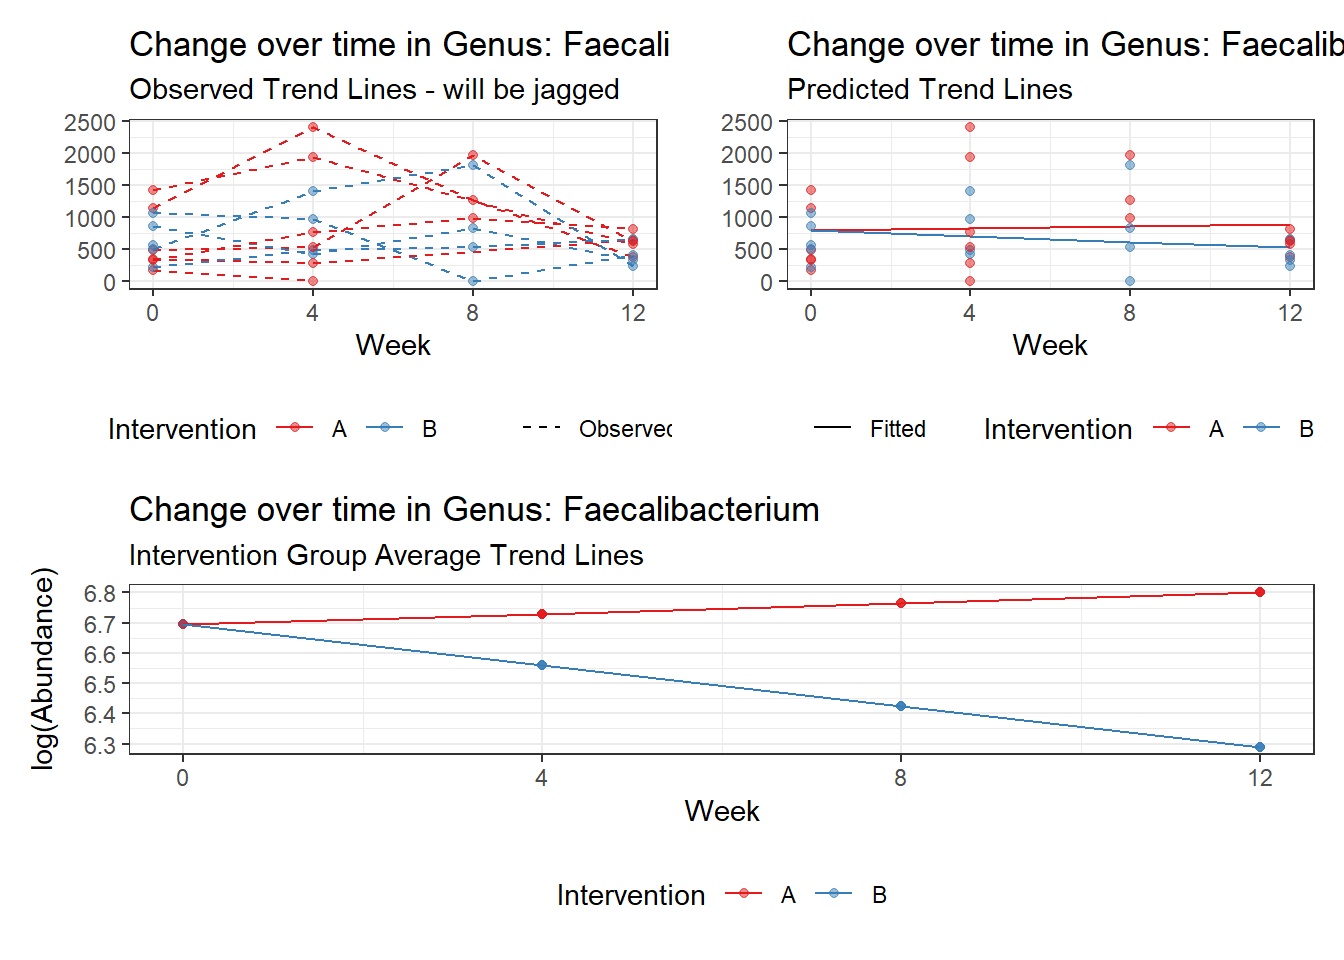 Change over time in Genus: Faecali
Observed Trend Lines - will be jagged
2500
2000
1500
1000
500
0
0 4 8 12
Week
Intervention A B Observed
Change over time in Genus: Faecalib
Predicted Trend Lines
2500
2000
1500
1000
500
0
0 4 8 12
Week
Fitted Intervention A B
Change over time in Genus: Faecalibacterium
Intervention Group Average Trend Lines
log(Abundance)
6.8
6.7
6.6
6.5
6.4
6.3
0 4 8 12
Week
Intervention A B